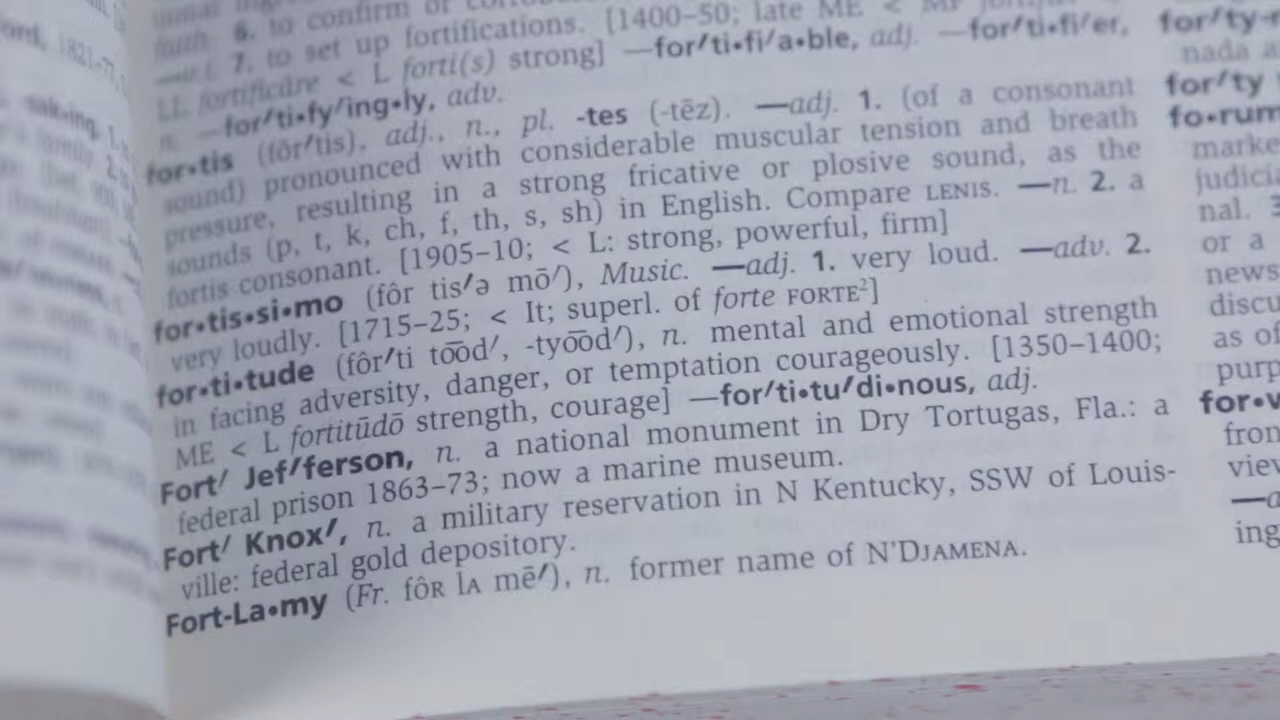 6. to confirm or
7. to set up fortifications. [1400–50; late ME <
LL fortificāre < L forti(s) strong] —for′ti•fi′a•ble, adj. —for′ti•fi′er,
n. —for′ti•fy′ing•ly, adv.
for•tis (fôr′tis), adj., n., pl. -tes (-tēz). —adj. 1. (of a consonant
sound) pronounced with considerable muscular tension and breath
pressure, resulting in a strong fricative or plosive sound, as the
sounds (p, t, k, ch, f, th, s, sh) in English. Compare LENIS. —n. 2. a
fortis consonant. [1905–10; < L: strong, powerful, firm]
for•tis•si•mo (fôr tis′ə mō′), Music. —adj. 1. very loud. —adv. 2.
very loudly. [1715–25; < It; superl. of forte FORTE²]
for•ti•tude (fôr′ti to͞od′, -tyo͞od′), n. mental and emotional strength
in facing adversity, danger, or temptation courageously. [1350–1400;
ME < L fortitūdō strength, courage] —for′ti•tu′di•nous, adj.
Fort′ Jef′ferson, n. a national monument in Dry Tortugas, Fla.: a
federal prison 1863–73; now a marine museum.
Fort′ Knox′, n. a military reservation in N Kentucky, SSW of Louis-
ville: federal gold depository.
Fort-La•my (Fr. fôʀ lᴀ mē′), n. former name of N'DJAMENA.
for′ty-
nada a
for′ty
fo•rum
marke
judicia
nal. 3
or a
news
discu
as of
purp
for•w
fron
view
—a
ing